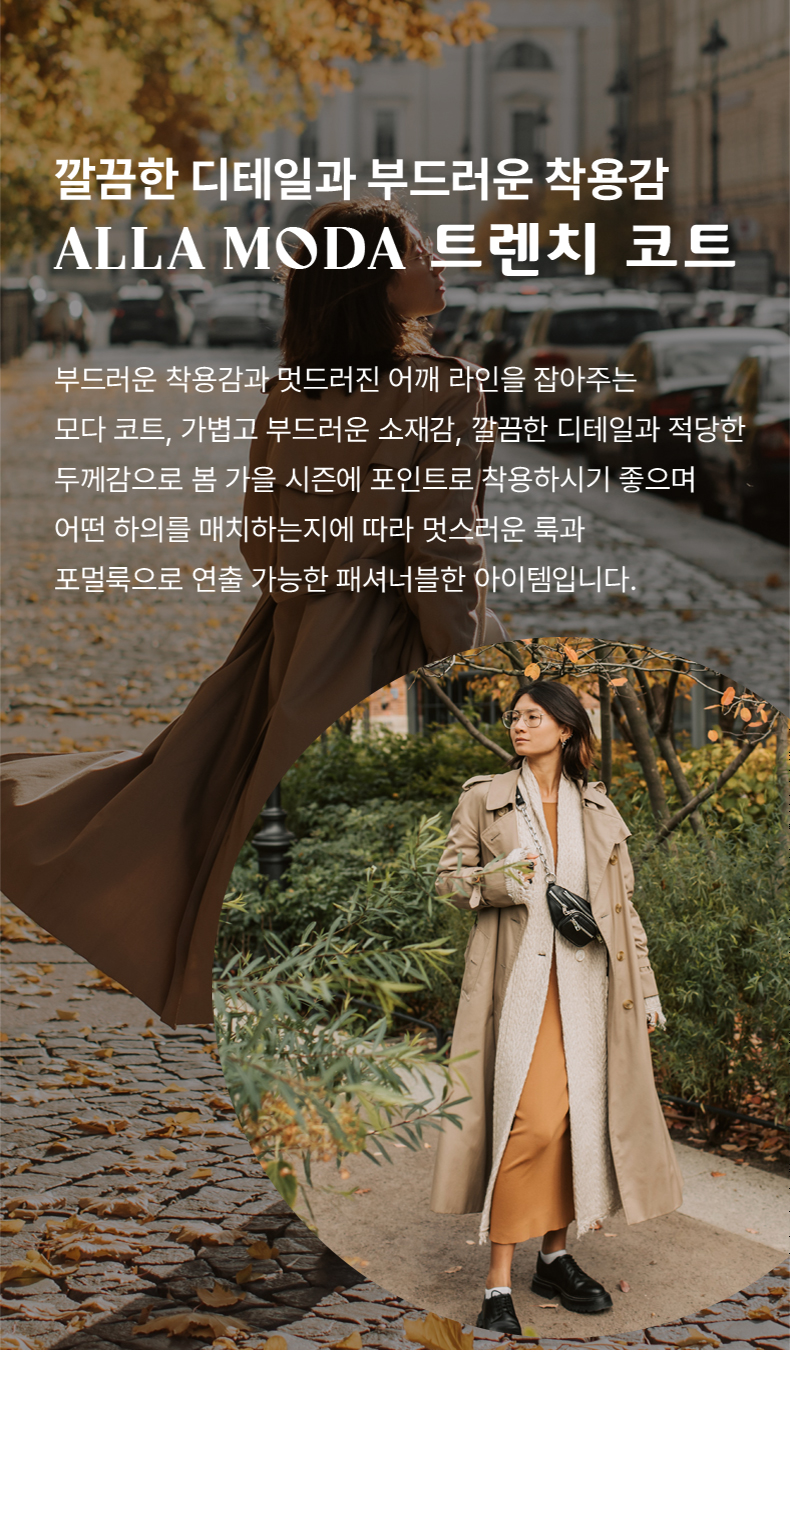 깔끔한 디테일과 부드러운 착용감
ALLA MODA 트렌치 코트
부드러운 착용감과 멋드러진 어깨 라인을 잡아주는
모다 코트, 가볍고 부드러운 소재감, 깔끔한 디테일과 적당한
두께감으로 봄 가을 시즌에 포인트로 착용하시기 좋으며
어떤 하의를 매치하는지에 따라 멋스러운 룩과
포멀룩으로 연출 가능한 패셔너블한 아이템입니다.